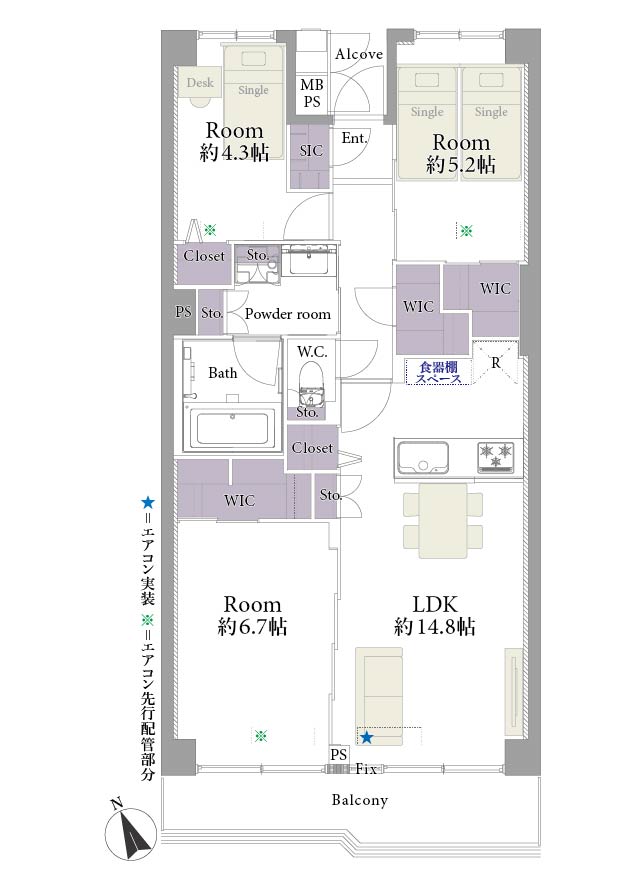 Alcove
MB
PS
Ent.
Desk
Single
Room
約4.3帖
SIC
Single
Single
Room
約5.2帖
※
※
Closet
Sto.
PS
Sto.
Powder room
WIC
WIC
W.C.
Bath
食器棚
スペース
R
Sto.
Closet
WIC
Sto.
★=エアコン実装 ※=エアコン先行配管部分
Room
約6.7帖
LDK
約14.8帖
※
★
PS
Fix
Balcony
N